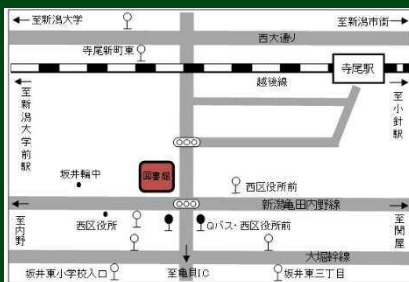 至新潟大学
至新潟市街
西大通り
寺尾新町東
寺尾駅
越後線
至新潟大学前駅
至小針駅
坂井輪中
図書館
西区役所前
新潟亀田内野線
至内野
西区役所
Qバス・西区役所前
至関屋
大堀幹線
坂井東小学校入口
至亀貝IC
坂井東三丁目